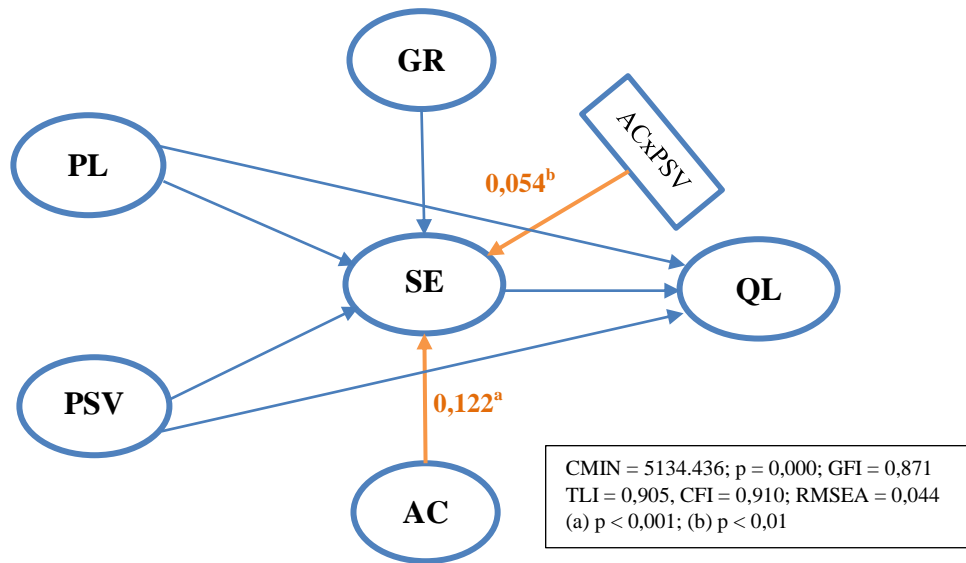 GR
ACxPSV
PL
0,054ᵇ
SE
QL
PSV
0,122ᵃ
AC
CMIN = 5134.436; p = 0,000; GFI = 0,871
TLI = 0,905, CFI = 0,910; RMSEA = 0,044
(a) p < 0,001; (b) p < 0,01